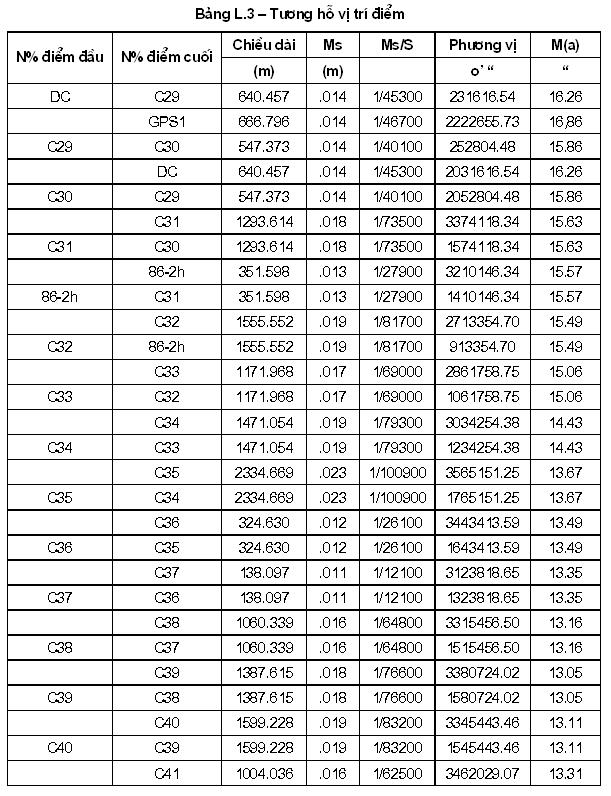 Bảng L.3 – Tương hỗ vị trí điểm
N% điểm đầu N% điểm cuối Chiều dài Ms Ms/S Phương vị M(a)
(m) (m) o’ “ “
DC C29 640.457 .014 1/45300 231616.54 16.26
GPS1 666.796 .014 1/46700 2222655.73 16,86
C29 C30 547.373 .014 1/40100 252804.48 15.86
DC 640.457 .014 1/45300 2031616.54 16.26
C30 C29 547.373 .014 1/40100 2052804.48 15.86
C31 1293.614 .018 1/73500 3374118.34 15.63
C31 C30 1293.614 .018 1/73500 1574118.34 15.63
86-2h 351.598 .013 1/27900 3210146.34 15.57
86-2h C31 351.598 .013 1/27900 1410146.34 15.57
C32 1555.552 .019 1/81700 2713354.70 15.49
C32 86-2h 1555.552 .019 1/81700 913354.70 15.49
C33 1171.968 .017 1/69000 2861758.75 15.06
C33 C32 1171.968 .017 1/69000 1061758.75 15.06
C34 1471.054 .019 1/79300 3034254.38 14.43
C34 C33 1471.054 .019 1/79300 1234254.38 14.43
C35 2334.669 .023 1/100900 3565151.25 13.67
C35 C34 2334.669 .023 1/100900 1765151.25 13.67
C36 324.630 .012 1/26100 3443413.59 13.49
C36 C35 324.630 .012 1/26100 1643413.59 13.49
C37 138.097 .011 1/12100 3123818.65 13.35
C37 C36 138.097 .011 1/12100 1323818.65 13.35
C38 1060.339 .016 1/64800 3315456.50 13.16
C38 C37 1060.339 .016 1/64800 1515456.50 13.16
C39 1387.615 .018 1/76600 3380724.02 13.05
C39 C38 1387.615 .018 1/76600 1580724.02 13.05
C40 1599.228 .019 1/83200 3345443.46 13.11
C40 C39 1599.228 .019 1/83200 1545443.46 13.11
C41 1004.036 .016 1/62500 3462029.07 13.31